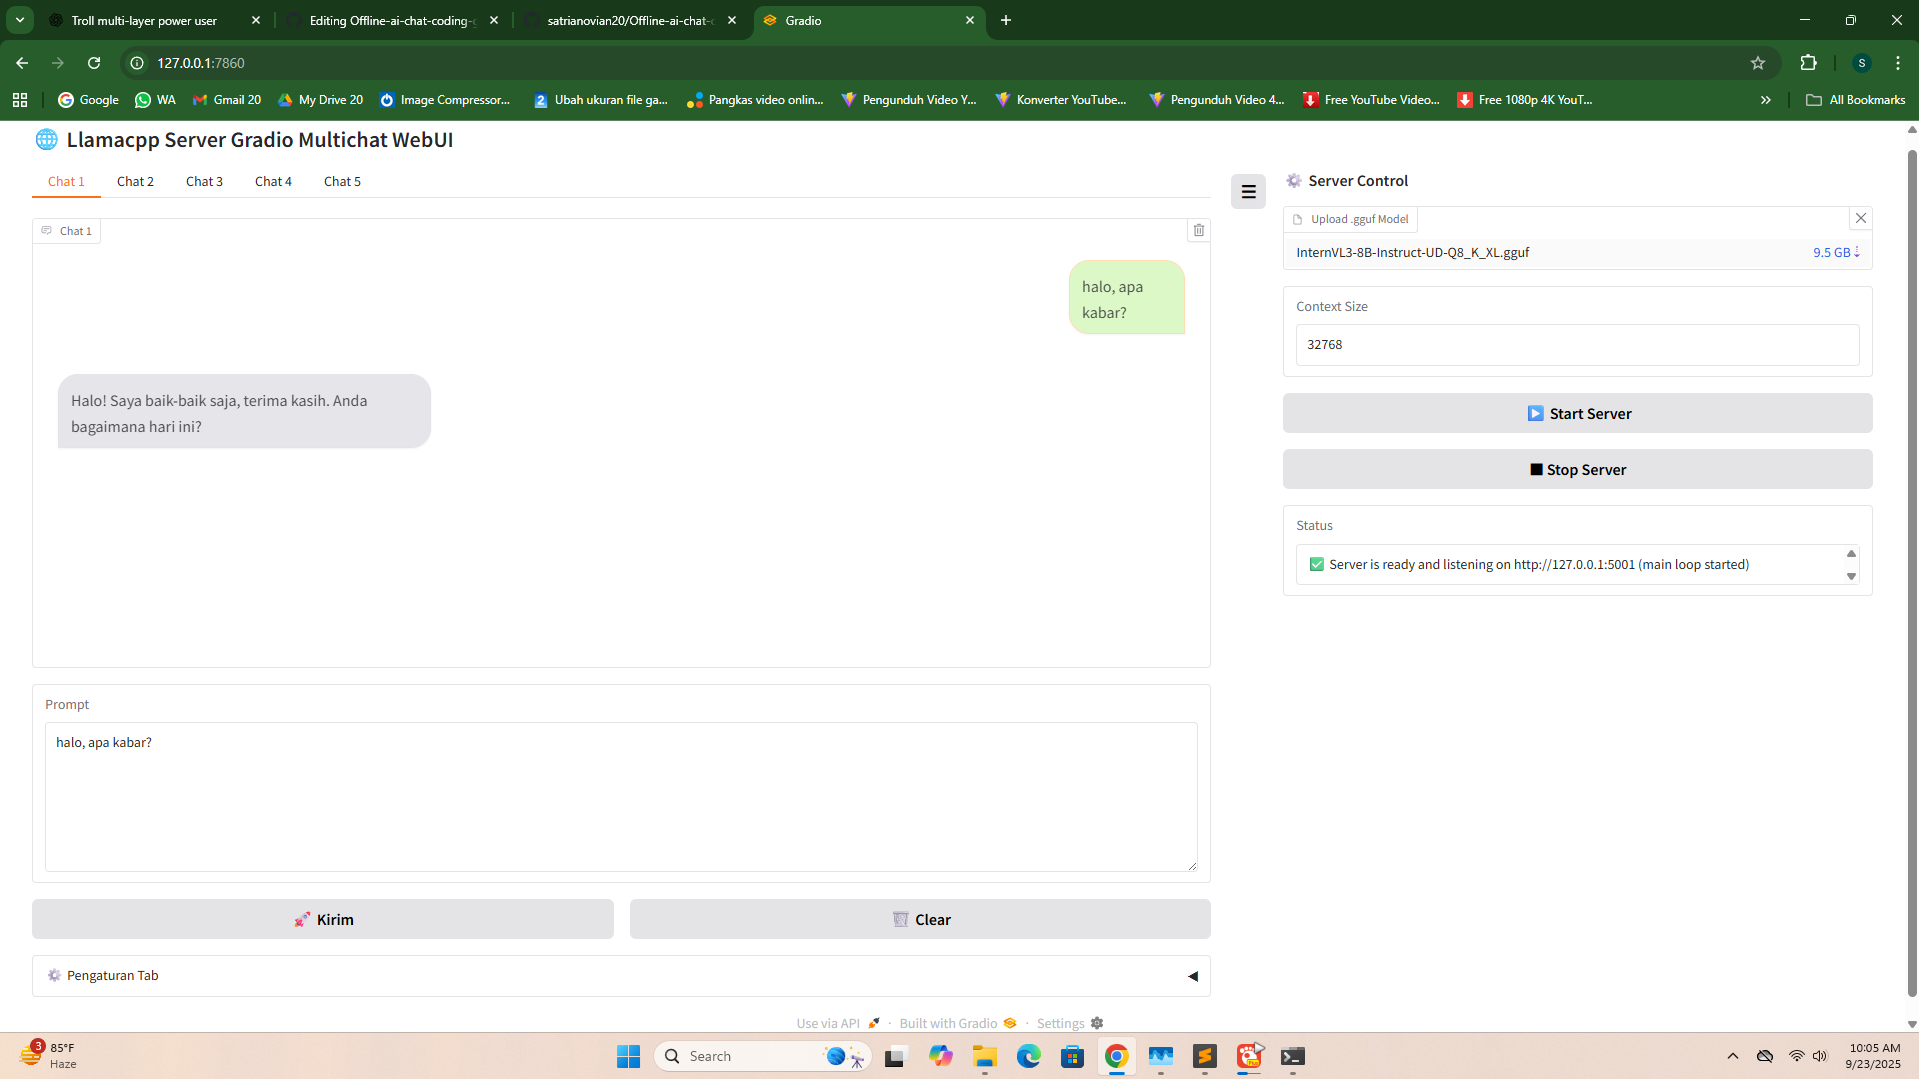 Troll multi-layer power user
Editing Offline-ai-chat-coding-g
satrianovian20/Offline-ai-chat-c
Gradio
127.0.0.1:7860
S
Google
WA
Gmail 20
My Drive 20
Image Compressor...
Ubah ukuran file ga...
Pangkas video onlin...
Pengunduh Video Y...
Konverter YouTube...
Pengunduh Video 4...
Free YouTube Video...
Free 1080p 4K YouT...
All Bookmarks
Llamacpp Server Gradio Multichat WebUI
Chat 1
Chat 2
Chat 3
Chat 4
Chat 5
Chat 1
halo, apa
kabar?
Halo! Saya baik-baik saja, terima kasih. Anda
bagaimana hari ini?
Prompt
halo, apa kabar?
Kirim
Clear
Pengaturan Tab
Server Control
Upload .gguf Model
InternVL3-8B-Instruct-UD-Q8_K_XL.gguf
9.5 GB
Context Size
32768
Start Server
Stop Server
Status
Server is ready and listening on http://127.0.0.1:5001 (main loop started)
Use via API · Built with Gradio · Settings
3
85°F
Haze
Search
10:05 AM
9/23/2025